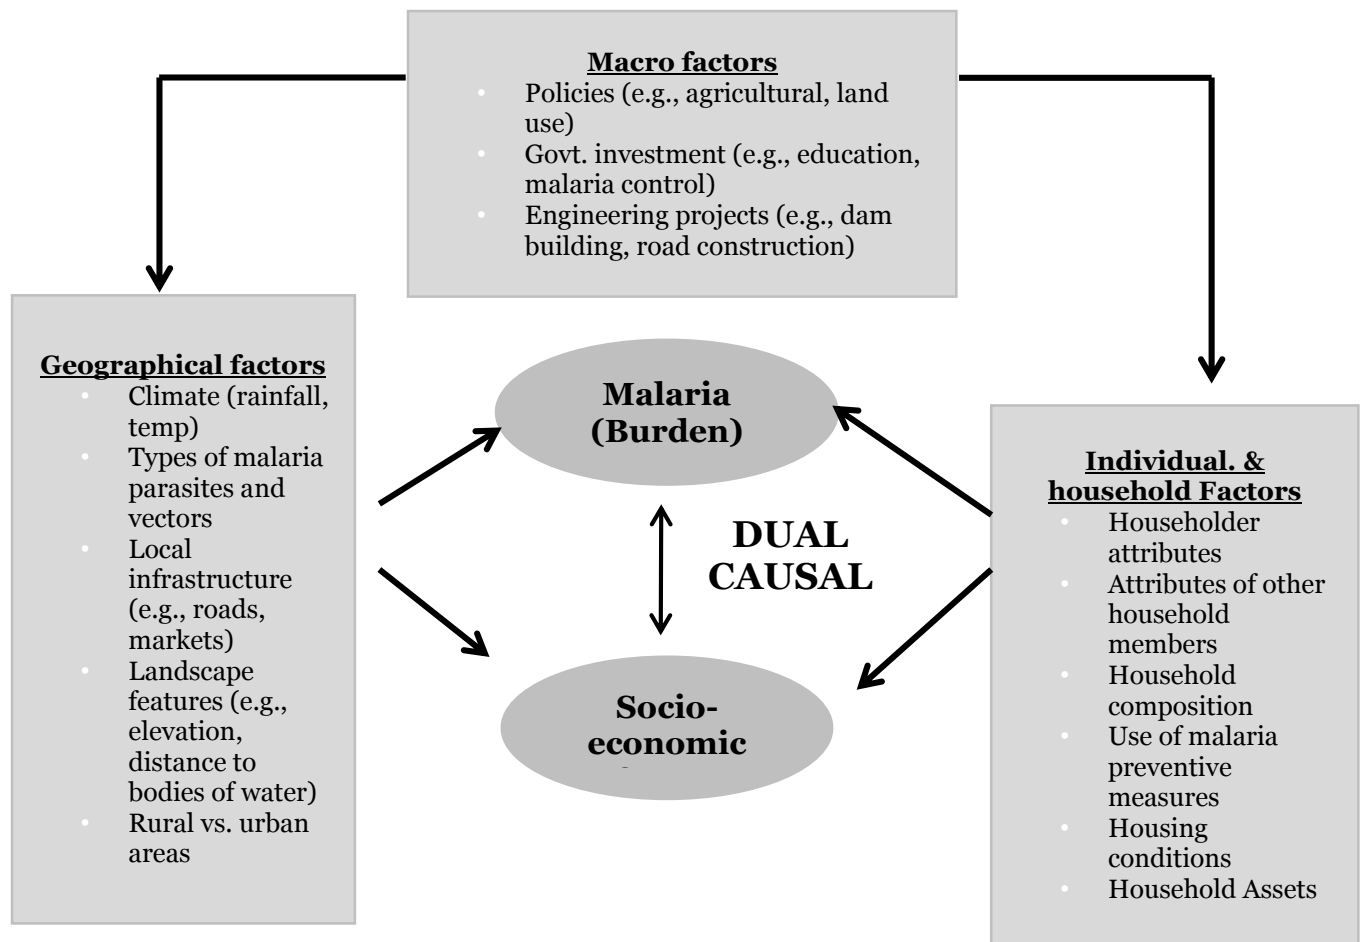 Macro factors
• Policies (e.g., agricultural, land
use)
• Govt. investment (e.g., education,
malaria control)
• Engineering projects (e.g., dam
building, road construction)
Geographical factors
• Climate (rainfall,
temp)
• Types of malaria
parasites and
vectors
• Local
infrastructure
(e.g., roads,
markets)
• Landscape
features (e.g.,
elevation,
distance to
bodies of water)
• Rural vs. urban
areas
Malaria
(Burden)
DUAL
CAUSAL
Socio-
economic
Individual. &
household Factors
• Householder
attributes
• Attributes of other
household
members
• Household
composition
• Use of malaria
preventive
measures
• Housing
conditions
• Household Assets